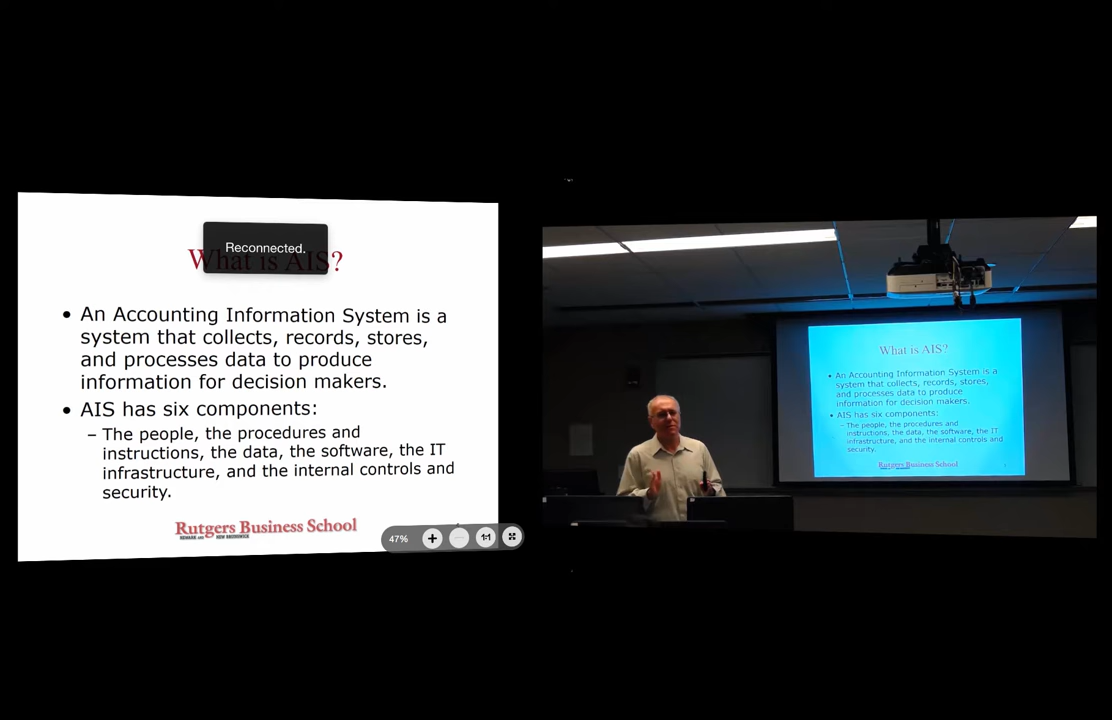 Reconnected.
What is AIS?
• An Accounting Information System is a
system that collects, records, stores,
and processes data to produce
information for decision makers.
• AIS has six components:
– The people, the procedures and
instructions, the data, the software, the IT
infrastructure, and the internal controls and
security.
Rutgers Business School
NEWARK AND NEW BRUNSWICK
47%
1:1
What is AIS?
• An Accounting Information System is a
system that collects, records, stores,
and processes data to produce
information for decision makers.
• AIS has six components:
– The people, the procedures and
instructions, the data, the software, the IT
infrastructure, and the internal controls and
security.
Rutgers Business School